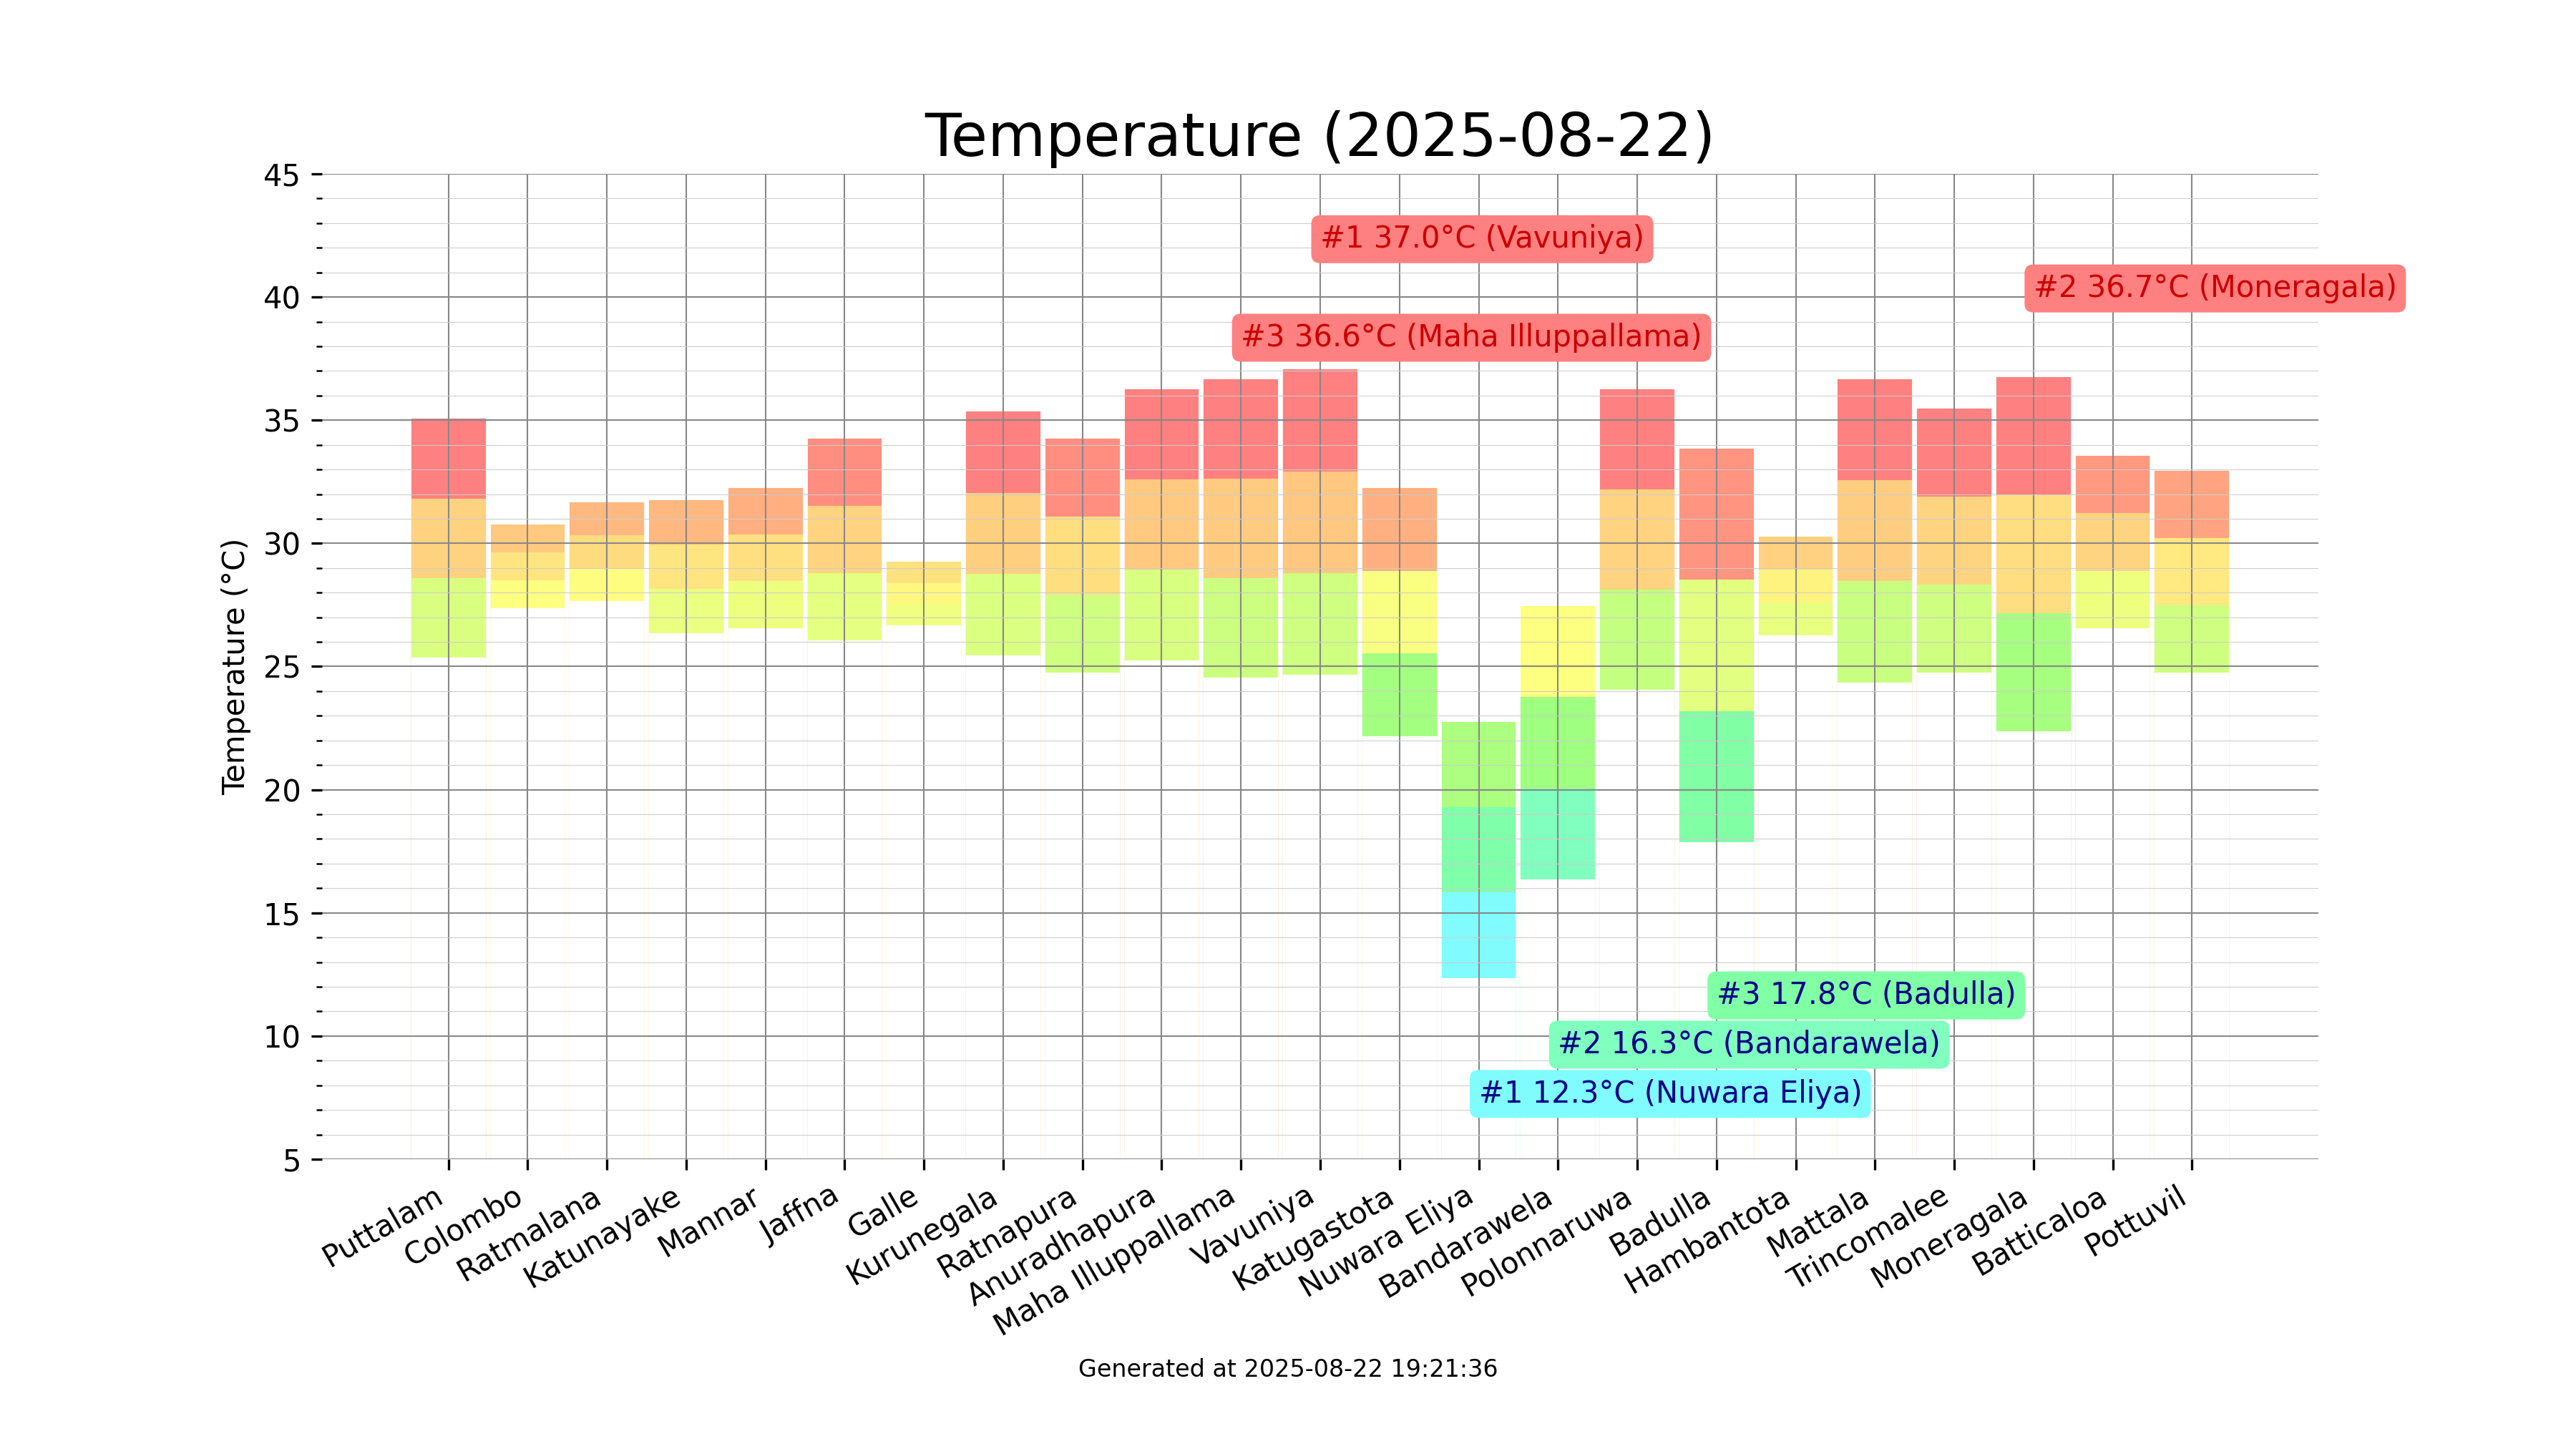 Temperature (2025-08-22)
45
40
35
30
25
20
15
10
5
Temperature (°C)
#1 37.0°C (Vavuniya)
#2 36.7°C (Moneragala)
#3 36.6°C (Maha Illuppallama)
#3 17.8°C (Badulla)
#2 16.3°C (Bandarawela)
#1 12.3°C (Nuwara Eliya)
Puttalam
Colombo
Ratmalana
Katunayake
Mannar
Jaffna
Galle
Kurunegala
Ratnapura
Anuradhapura
Maha Illuppallama
Vavuniya
Katugastota
Nuwara Eliya
Bandarawela
Polonnaruwa
Badulla
Hambantota
Mattala
Trincomalee
Moneragala
Batticaloa
Pottuvil
Generated at 2025-08-22 19:21:36